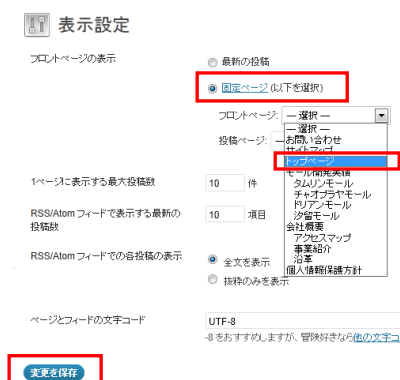 表示設定
フロントページの表示
最新の投稿
固定ページ (以下を選択)
フロントページ: — 選択 —
投稿ページ:
— 選択 —
お問い合わせ
サイトマップ
トップページ
モール開発実績
タムリンモール
チャオプラヤモール
ドリアンモール
汐留モール
会社概要
アクセスマップ
事業紹介
沿革
個人情報保護方針
1ページに表示する最大投稿数 10 件
RSS/Atom フィードで表示する最新の 10 項目
投稿数
RSS/Atom フィードでの各投稿の表示
全文を表示
抜粋のみを表示
ページとフィードの文字コード UTF-8
-8 をおすすめしますが、冒険好きなら他の文字コ
変更を保存